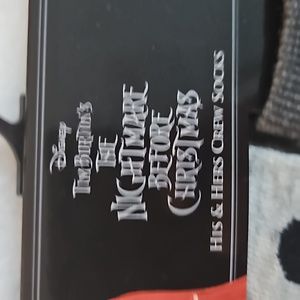 Disney
TIM BURTON'S
THE
NIGHTMARE
BEFORE
CHRISTMAS
HIS & HERS CREW SOCKS